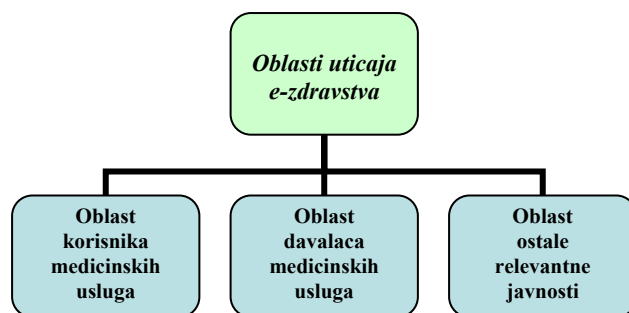 Oblasti uticaja
e-zdravstva
Oblast
korisnika
medicinskih
usluga
Oblast
davalaca
medicinskih
usluga
Oblast
ostale
relevantne
javnosti